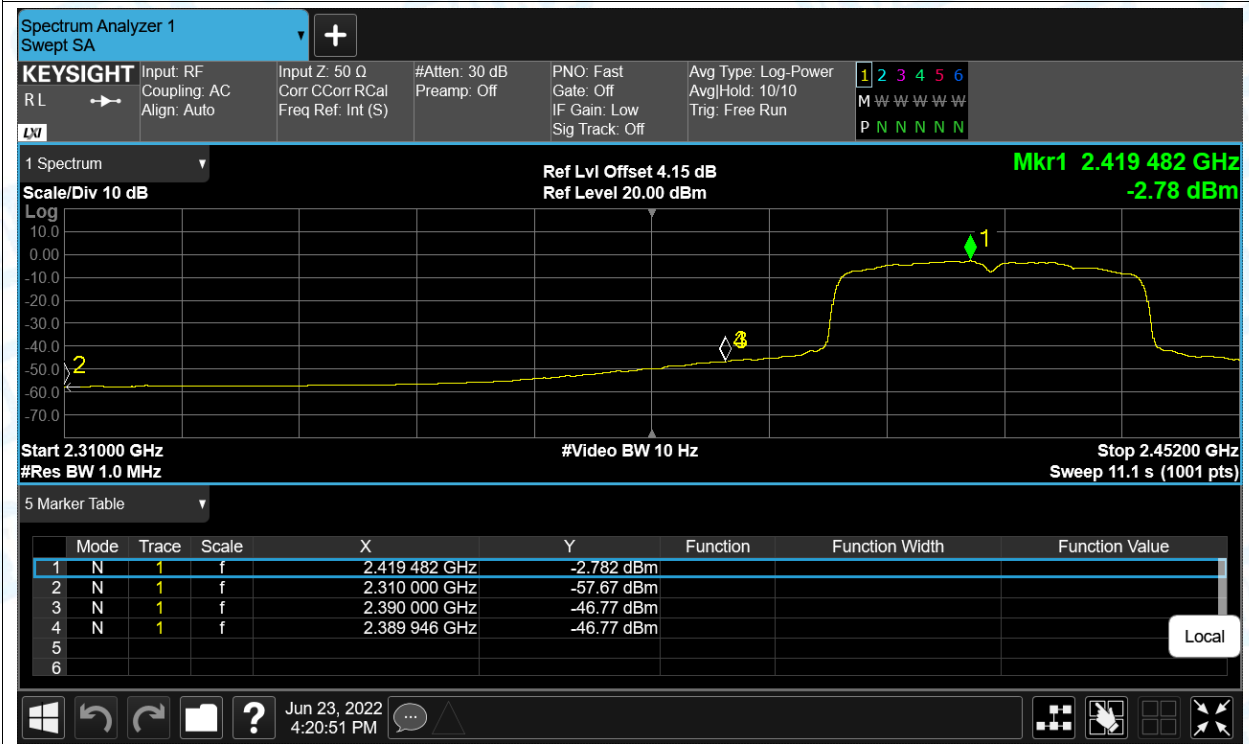 Spectrum Analyzer 1
Swept SA
+
KEYSIGHT
R L
LXI
Input: RF
Coupling: AC
Align: Auto
Input Z: 50 Ω
Corr CCorr RCal
Freq Ref: Int (S)
#Atten: 30 dB
Preamp: Off
PNO: Fast
Gate: Off
IF Gain: Low
Sig Track: Off
Avg Type: Log-Power
Avg|Hold: 10/10
Trig: Free Run
1 2 3 4 5 6
M W W W W W
P N N N N N
1 Spectrum
Scale/Div 10 dB
Ref Lvl Offset 4.15 dB
Ref Level 20.00 dBm
Mkr1 2.419 482 GHz
-2.78 dBm
Log
10.0
0.00
-10.0
-20.0
-30.0
-40.0
-50.0
-60.0
-70.0
1
2
Start 2.31000 GHz
#Res BW 1.0 MHz
#Video BW 10 Hz
Stop 2.45200 GHz
Sweep 11.1 s (1001 pts)
5 Marker Table
Mode Trace Scale X Y Function Function Width Function Value
1 N 1 f 2.419 482 GHz -2.782 dBm
2 N 1 f 2.310 000 GHz -57.67 dBm
3 N 1 f 2.390 000 GHz -46.77 dBm
4 N 1 f 2.389 946 GHz -46.77 dBm
5
6
Local
?
Jun 23, 2022
4:20:51 PM